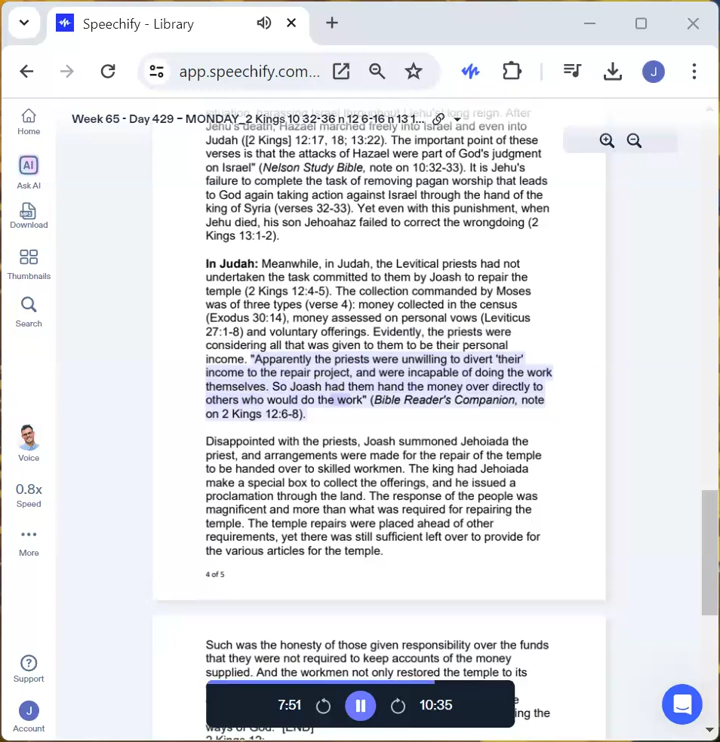 Speechify - Library
app.speechify.com...
J
Week 65 - Day 429 – MONDAY_2 Kings 10 32-36 n 12 6-16 n 13 1...
Home
AI
Ask AI
Download
Thumbnails
Search
Voice
0.8x
Speed
More
Support
J
Account
situation, harassing Israel throughout Jehu's long reign. After
Jehu's death, Hazael marched freely into Israel and even into
Judah ([2 Kings] 12:17, 18; 13:22). The important point of these
verses is that the attacks of Hazael were part of God's judgment
on Israel" (Nelson Study Bible, note on 10:32-33). It is Jehu's
failure to complete the task of removing pagan worship that leads
to God again taking action against Israel through the hand of the
king of Syria (verses 32-33). Yet even with this punishment, when
Jehu died, his son Jehoahaz failed to correct the wrongdoing (2
Kings 13:1-2).
In Judah: Meanwhile, in Judah, the Levitical priests had not
undertaken the task committed to them by Joash to repair the
temple (2 Kings 12:4-5). The collection commanded by Moses
was of three types (verse 4): money collected in the census
(Exodus 30:14), money assessed on personal vows (Leviticus
27:1-8) and voluntary offerings. Evidently, the priests were
considering all that was given to them to be their personal
income. "Apparently the priests were unwilling to divert 'their'
income to the repair project, and were incapable of doing the work
themselves. So Joash had them hand the money over directly to
others who would do the work" (Bible Reader's Companion, note
on 2 Kings 12:6-8).
Disappointed with the priests, Joash summoned Jehoiada the
priest, and arrangements were made for the repair of the temple
to be handed over to skilled workmen. The king had Jehoiada
make a special box to collect the offerings, and he issued a
proclamation through the land. The response of the people was
magnificent and more than what was required for repairing the
temple. The temple repairs were placed ahead of other
requirements, yet there was still sufficient left over to provide for
the various articles for the temple.
4 of 5
Such was the honesty of those given responsibility over the funds
that they were not required to keep accounts of the money
supplied. And the workmen not only restored the temple to its
7:51
10:35
ing the
ways of God." [END]
2 Kings 12: